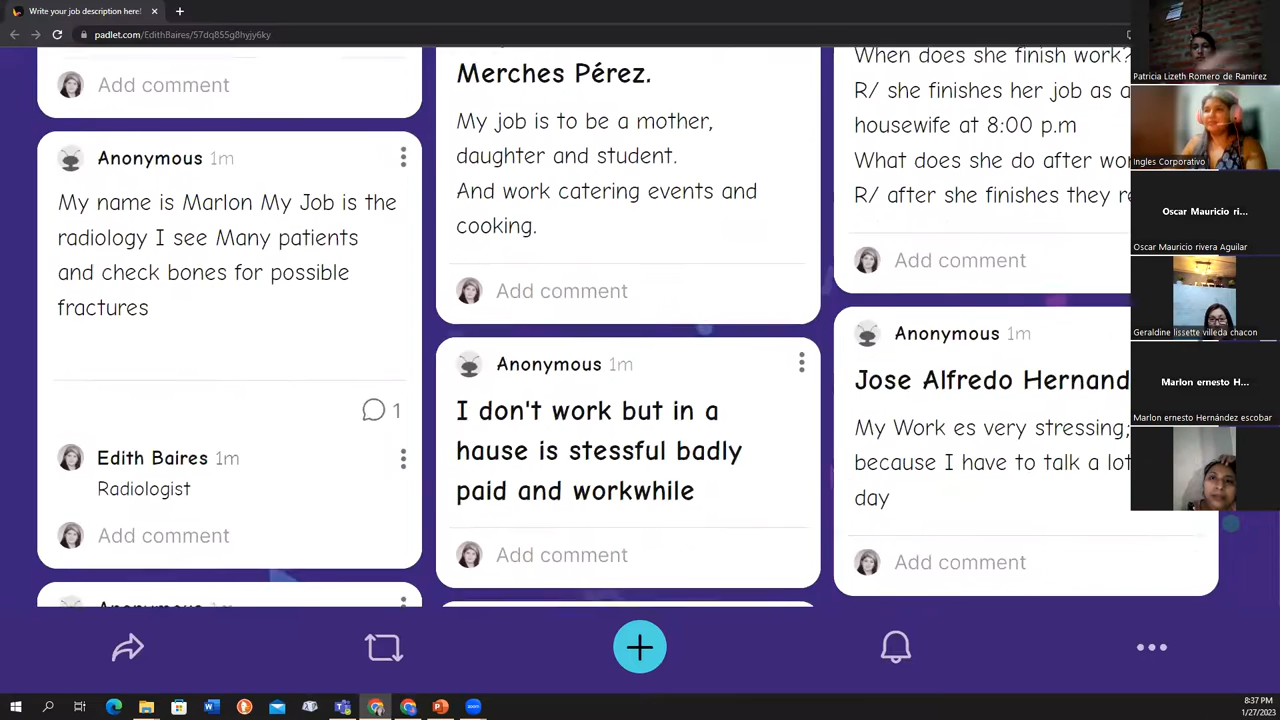 Write your job description here!
padlet.com/EdithBaires/57dq855g8hyjy6ky
Add comment
Anonymous 1m
My name is Marlon My Job is the
radiology I see Many patients
and check bones for possible
fractures
1
Edith Baires 1m
Radiologist
Add comment
Merches Pérez.
My job is to be a mother,
daughter and student.
And work catering events and
cooking.
Add comment
Anonymous 1m
I don't work but in a
hause is stessful badly
paid and workwhile
Add comment
When does she finish work?
R/ she finishes her job as a
housewife at 8:00 p.m
What does she do after wor
R/ after she finishes they re
Add comment
Anonymous 1m
Jose Alfredo Hernand
My Work es very stressing;
because I have to talk a lot
day
Add comment
Patricia Lizeth Romero de Ramirez
Ingles Corporativo
Oscar Mauricio ri...
Oscar Mauricio rivera Aguilar
Geraldine lissette villeda chacon
Marlon ernesto H...
Marlon ernesto Hernández escobar
8:37 PM
1/27/2023